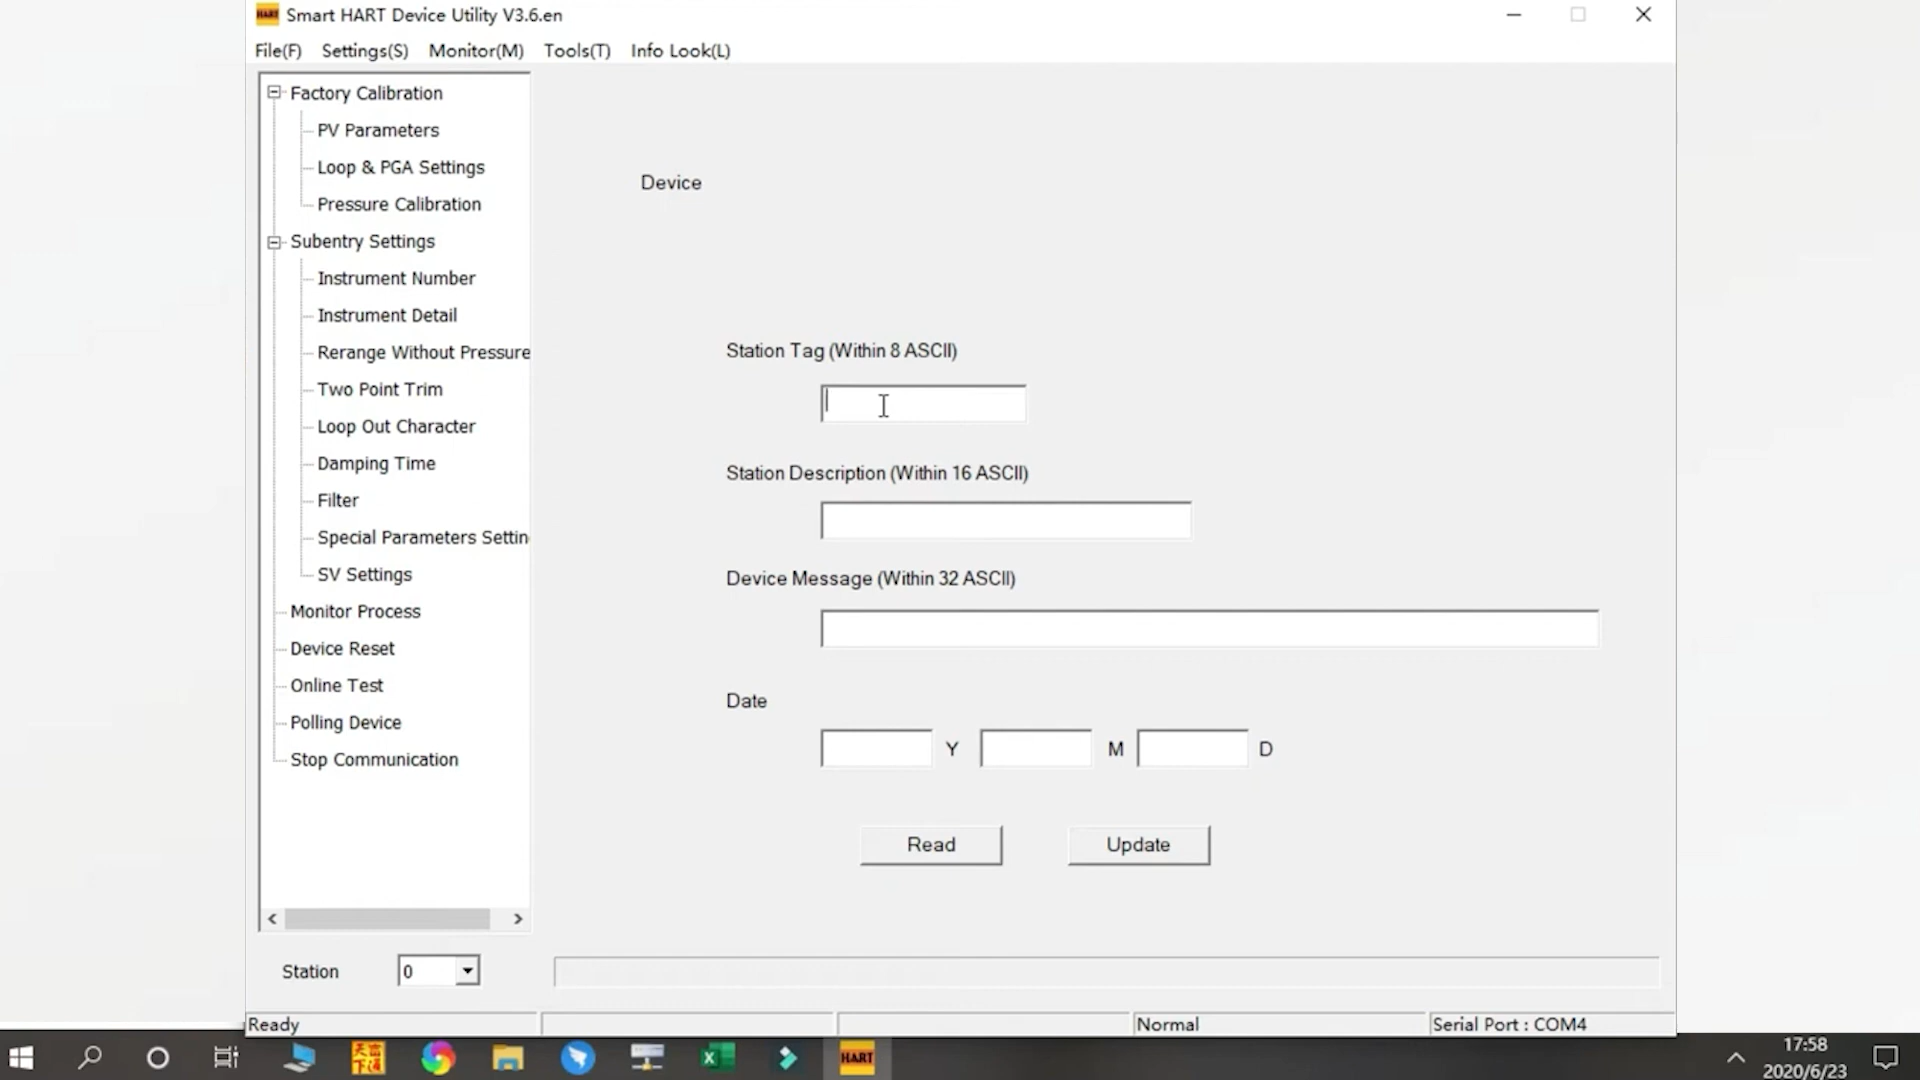 HART Smart HART Device Utility V3.6.en
File(F) Settings(S) Monitor(M) Tools(T) Info Look(L)
Factory Calibration
PV Parameters
Loop & PGA Settings
Pressure Calibration
Subentry Settings
Instrument Number
Instrument Detail
Rerange Without Pressure
Two Point Trim
Loop Out Character
Damping Time
Filter
Special Parameters Settin
SV Settings
Monitor Process
Device Reset
Online Test
Polling Device
Stop Communication
Device
Station Tag (Within 8 ASCII)
Station Description (Within 16 ASCII)
Device Message (Within 32 ASCII)
Date
Y M D
Read Update
Station 0
Ready Normal Serial Port : COM4
HART
17:58
2020/6/23